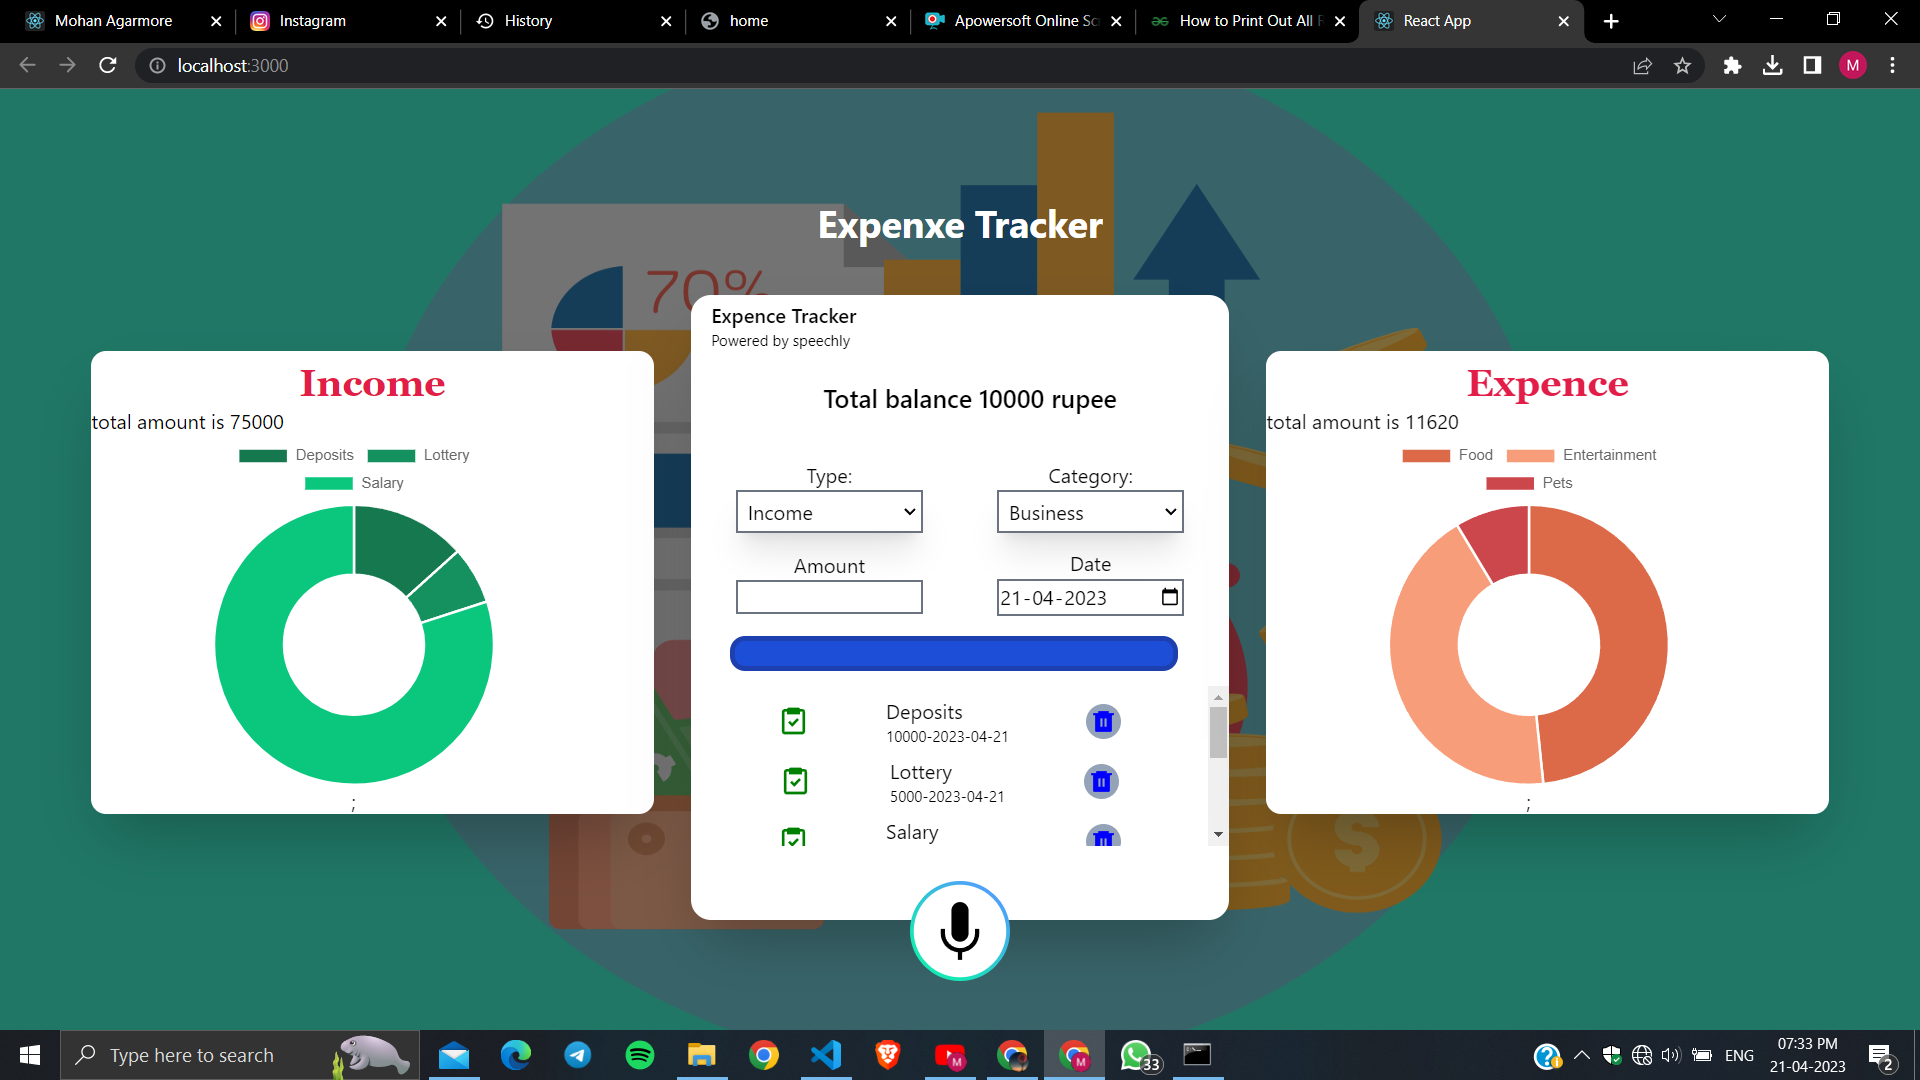 Mohan Agarmore
Instagram
History
home
Apowersoft Online Sc
How to Print Out All F
React App
localhost:3000
M
Expenxe Tracker
70%
Income
total amount is 75000
Deposits
Lottery
Salary
;
Expence Tracker
Powered by speechly
Total balance 10000 rupee
Type:
Category:
Income
Business
Amount
Date
21-04-2023
Deposits
10000-2023-04-21
Lottery
5000-2023-04-21
Salary
Expence
total amount is 11620
Food
Entertainment
Pets
;
$
Type here to search
M
M
33
ENG
07:33 PM
21-04-2023
2